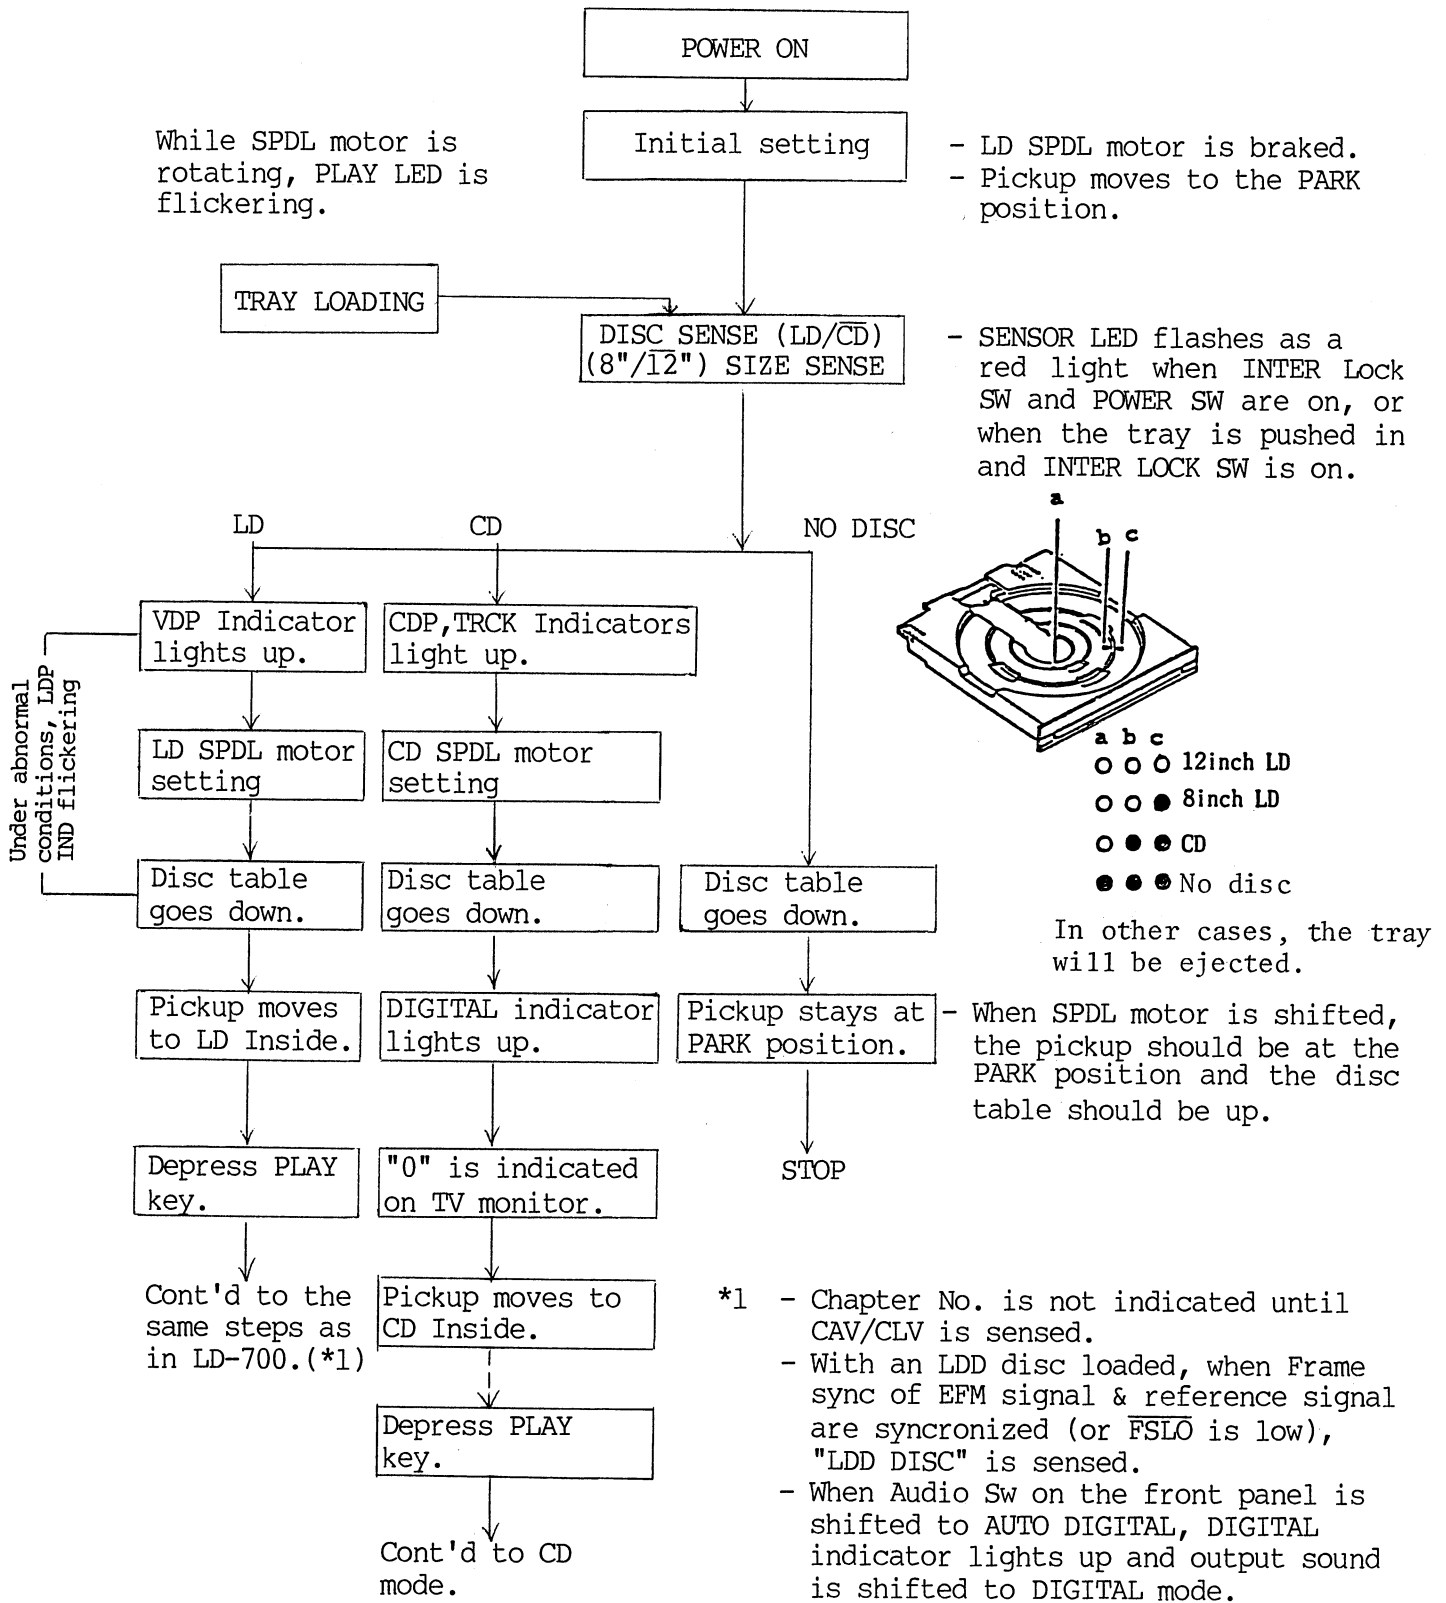 POWER ON
Initial setting
While SPDL motor is
rotating, PLAY LED is
flickering.
- LD SPDL motor is braked.
- Pickup moves to the PARK
position.
TRAY LOADING
DISC SENSE (LD/C̅D̅)
(8"/1̅2̅") SIZE SENSE
- SENSOR LED flashes as a
red light when INTER Lock
SW and POWER SW are on, or
when the tray is pushed in
and INTER LOCK SW is on.
LD
CD
NO DISC
a
b c
VDP Indicator
lights up.
CDP,TRCK Indicators
light up.
Under abnormal
conditions, LDP
IND flickering
LD SPDL motor
setting
CD SPDL motor
setting
a b c
○ ○ ○ 12inch LD
○ ○ ● 8inch LD
○ ● ● CD
● ● ● No disc
In other cases, the tray
will be ejected.
Disc table
goes down.
Disc table
goes down.
Disc table
goes down.
Pickup moves
to LD Inside.
DIGITAL indicator
lights up.
Pickup stays at
PARK position.
- When SPDL motor is shifted,
the pickup should be at the
PARK position and the disc
table should be up.
Depress PLAY
key.
"0" is indicated
on TV monitor.
STOP
Cont'd to the
same steps as
in LD-700.(*1)
Pickup moves to
CD Inside.
Depress PLAY
key.
Cont'd to CD
mode.
*1 - Chapter No. is not indicated until
CAV/CLV is sensed.
- With an LDD disc loaded, when Frame
sync of EFM signal & reference signal
are syncronized (or F̅S̅L̅O̅ is low),
"LDD DISC" is sensed.
- When Audio Sw on the front panel is
shifted to AUTO DIGITAL, DIGITAL
indicator lights up and output sound
is shifted to DIGITAL mode.